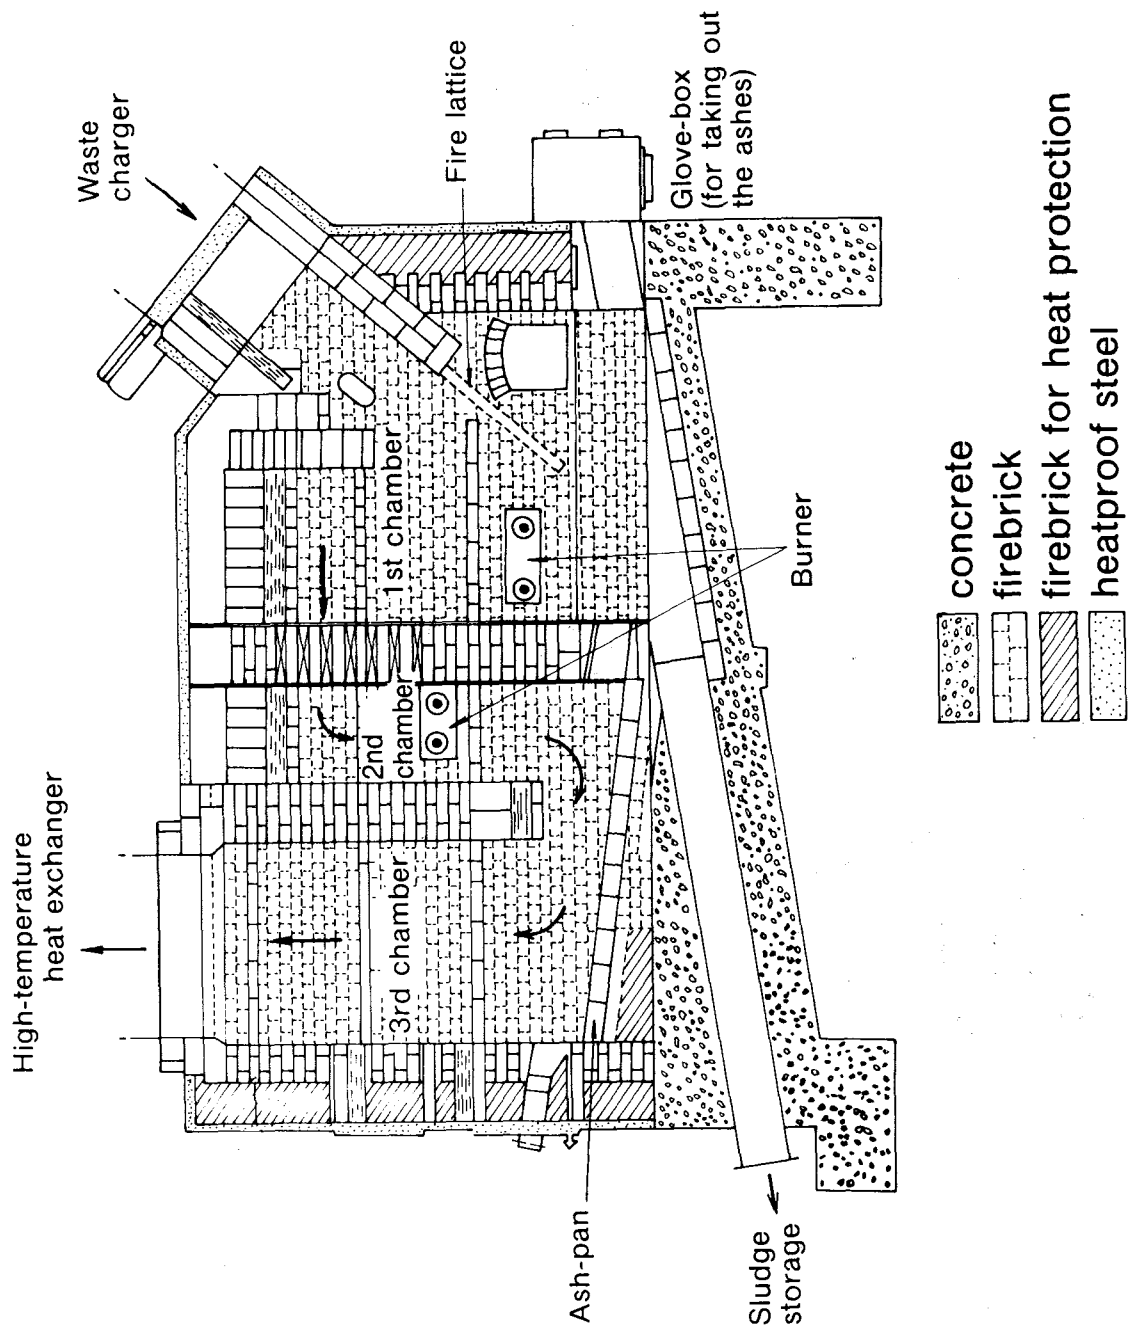 High-temperature
heat exchanger
Waste
charger
Fire lattice
Glove-box
(for taking out
the ashes)
1st chamber
2nd
chamber
3rd chamber
Burner
Ash-pan
Sludge
storage
concrete
firebrick
firebrick for heat protection
heatproof steel